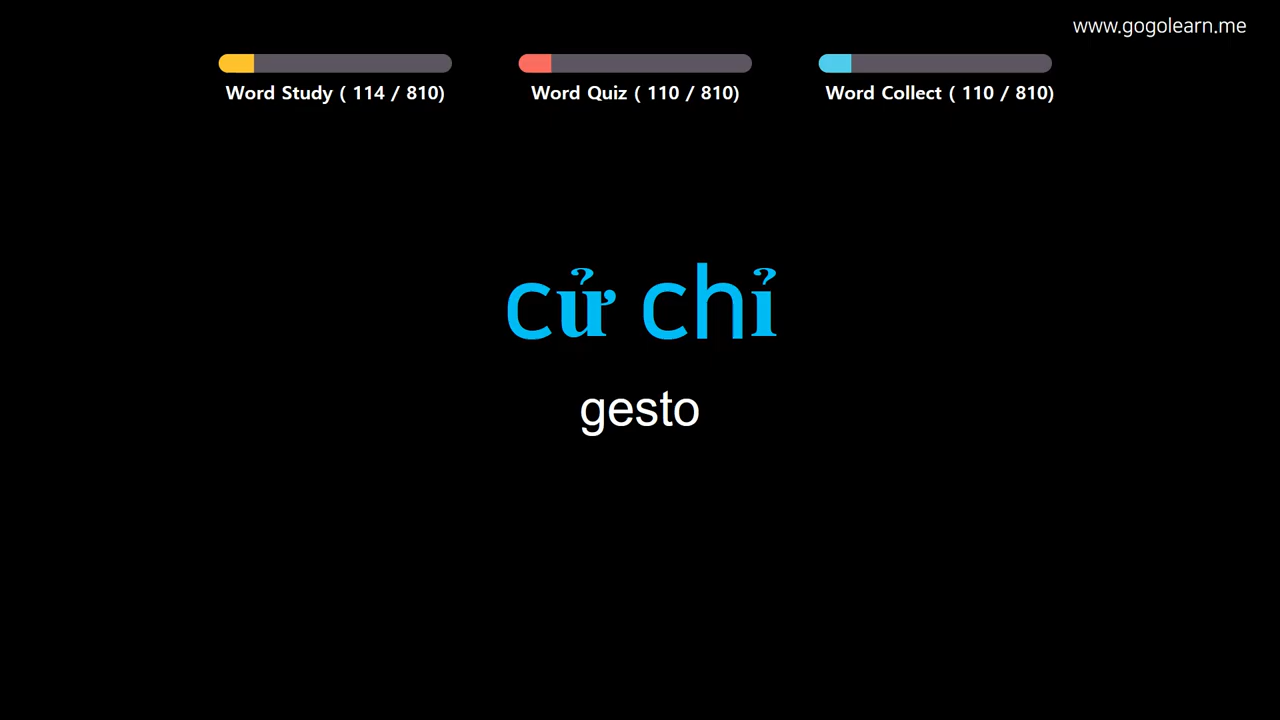 www.gogolearn.me
Word Study ( 114 / 810)
Word Quiz ( 110 / 810)
Word Collect ( 110 / 810)
cử chỉ
gesto